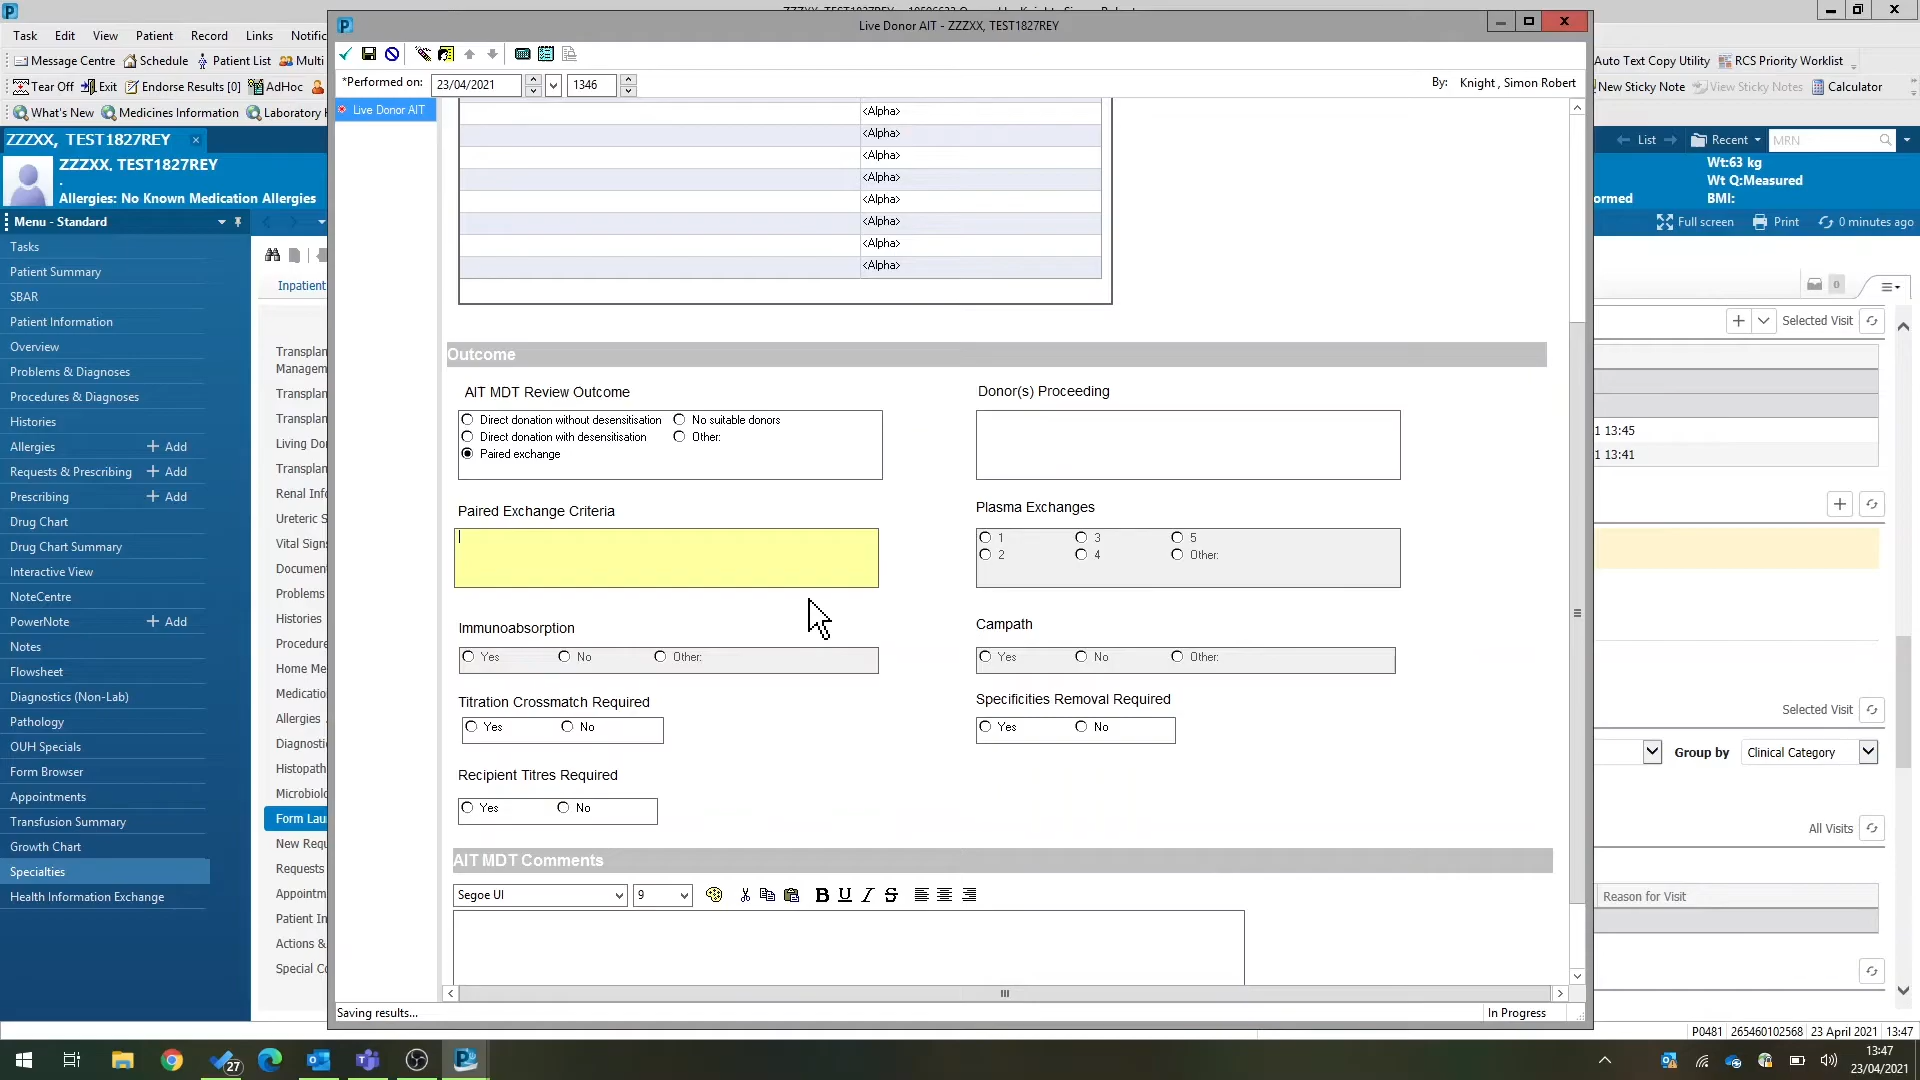 Live Donor AIT - ZZZXX, TEST1827REY
Task Edit View Patient Record Links Notific
Message Centre Schedule Patient List Multi
Auto Text Copy Utility RCS Priority Worklist
Tear Off Exit Endorse Results [0] AdHoc
New Sticky Note View Sticky Notes Calculator
What's New Medicines Information Laboratory H
ZZZXX, TEST1827REY
List Recent MRN
ZZZXX, TEST1827REY
.
Allergies: No Known Medication Allergies
Wt:63 kg
Wt Q:Measured
ormed BMI:
Full screen Print 0 minutes ago
Menu - Standard
Tasks
Patient Summary
SBAR
Patient Information
Overview
Problems & Diagnoses
Procedures & Diagnoses
Histories
Allergies + Add
Requests & Prescribing + Add
Prescribing + Add
Drug Chart
Drug Chart Summary
Interactive View
NoteCentre
PowerNote + Add
Notes
Flowsheet
Diagnostics (Non-Lab)
Pathology
OUH Specials
Form Browser
Appointments
Transfusion Summary
Growth Chart
Specialties
Health Information Exchange
Inpatient
Transplan
Management
Transplan
Transplan
Living Do
Transplan
Renal Inf
Ureteric S
Vital Signs
Document
Problems
Histories
Procedure
Home Me
Medicatio
Allergies
Diagnostic
Histopath
Microbiol
Form Lau
New Requ
Requests
Appointm
Patient In
Actions &
Special Co
*Performed on: 23/04/2021 1346 By: Knight , Simon Robert
Live Donor AIT
<Alpha>
<Alpha>
<Alpha>
<Alpha>
<Alpha>
<Alpha>
<Alpha>
<Alpha>
Outcome
AIT MDT Review Outcome
Direct donation without desensitisation No suitable donors
Direct donation with desensitisation Other:
Paired exchange
Donor(s) Proceeding
Paired Exchange Criteria
Plasma Exchanges
1 3 5
2 4 Other:
Immunoabsorption
Yes No Other:
Campath
Yes No Other:
Titration Crossmatch Required
Yes No
Specificities Removal Required
Yes No
Recipient Titres Required
Yes No
AIT MDT Comments
Segoe UI 9 B U I S
Saving results... In Progress
0
Selected Visit
1 13:45
1 13:41
Selected Visit
Group by Clinical Category
All Visits
Reason for Visit
P0481 265460102568 23 April 2021 13:47
27
13:47
23/04/2021